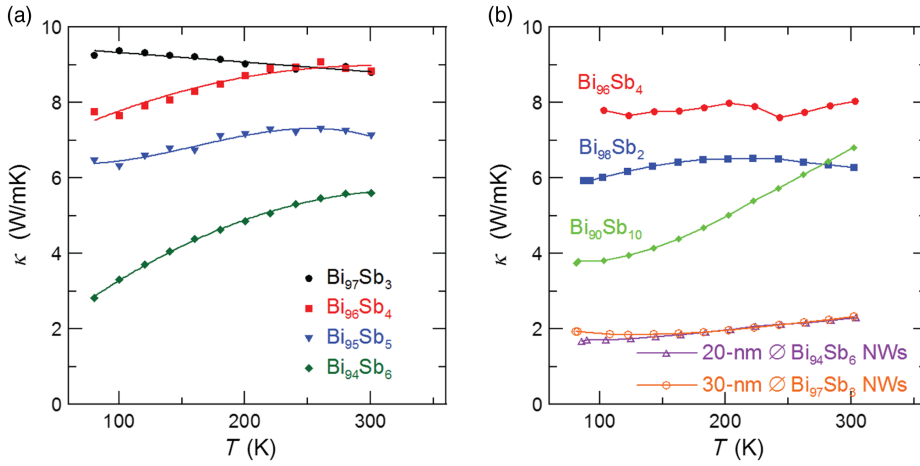 (a)
10
8
6
4
2
0
κ (W/mK)
100
200
300
T (K)
Bi₉₇Sb₃
Bi₉₆Sb₄
Bi₉₅Sb₅
Bi₉₄Sb₆
(b)
10
8
6
4
2
0
κ (W/mK)
100
200
300
T (K)
Bi₉₆Sb₄
Bi₉₈Sb₂
Bi₉₀Sb₁₀
20-nm ∅ Bi₉₄Sb₆ NWs
30-nm ∅ Bi₉₇Sb₃ NWs